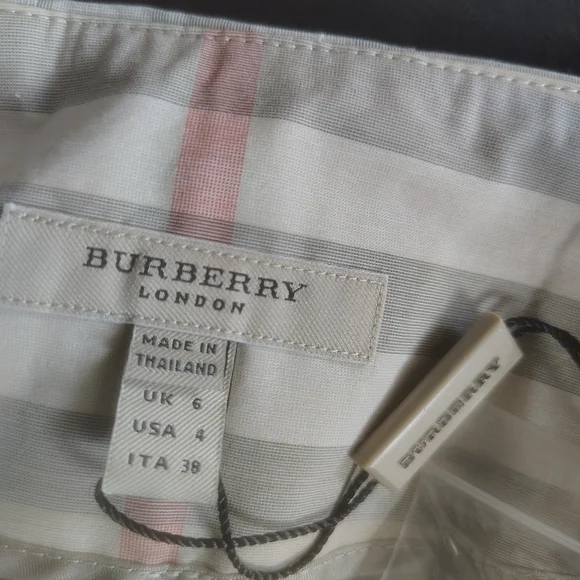 BURBERRY
LONDON
MADE IN
THAILAND
UK 6
USA 4
ITA 38
BURBERRY